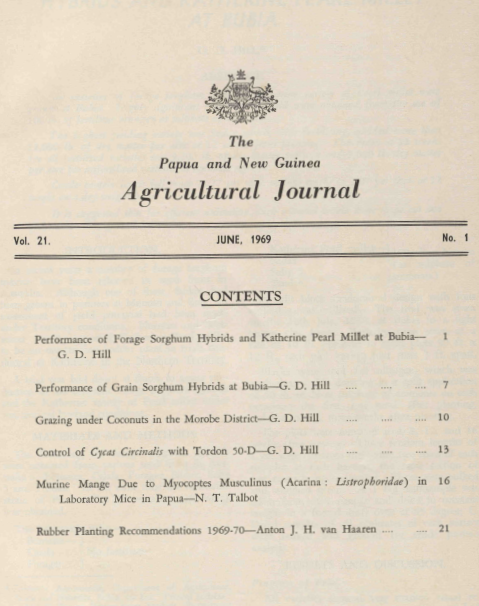 The
Papua and New Guinea
Agricultural Journal
Vol. 21. JUNE, 1969 No. 1
CONTENTS
Performance of Forage Sorghum Hybrids and Katherine Pearl Millet at Bubia— 1
G. D. Hill
Performance of Grain Sorghum Hybrids at Bubia—G. D. Hill .... .... .... 7
Grazing under Coconuts in the Morobe District—G. D. Hill .... .... .... 10
Control of Cycas Circinalis with Tordon 50-D—G. D. Hill .... .... .... 13
Murine Mange Due to Myocoptes Musculinus (Acarina : Listrophoridae) in 16
Laboratory Mice in Papua—N. T. Talbot
Rubber Planting Recommendations 1969-70—Anton J. H. van Haaren .... .... 21